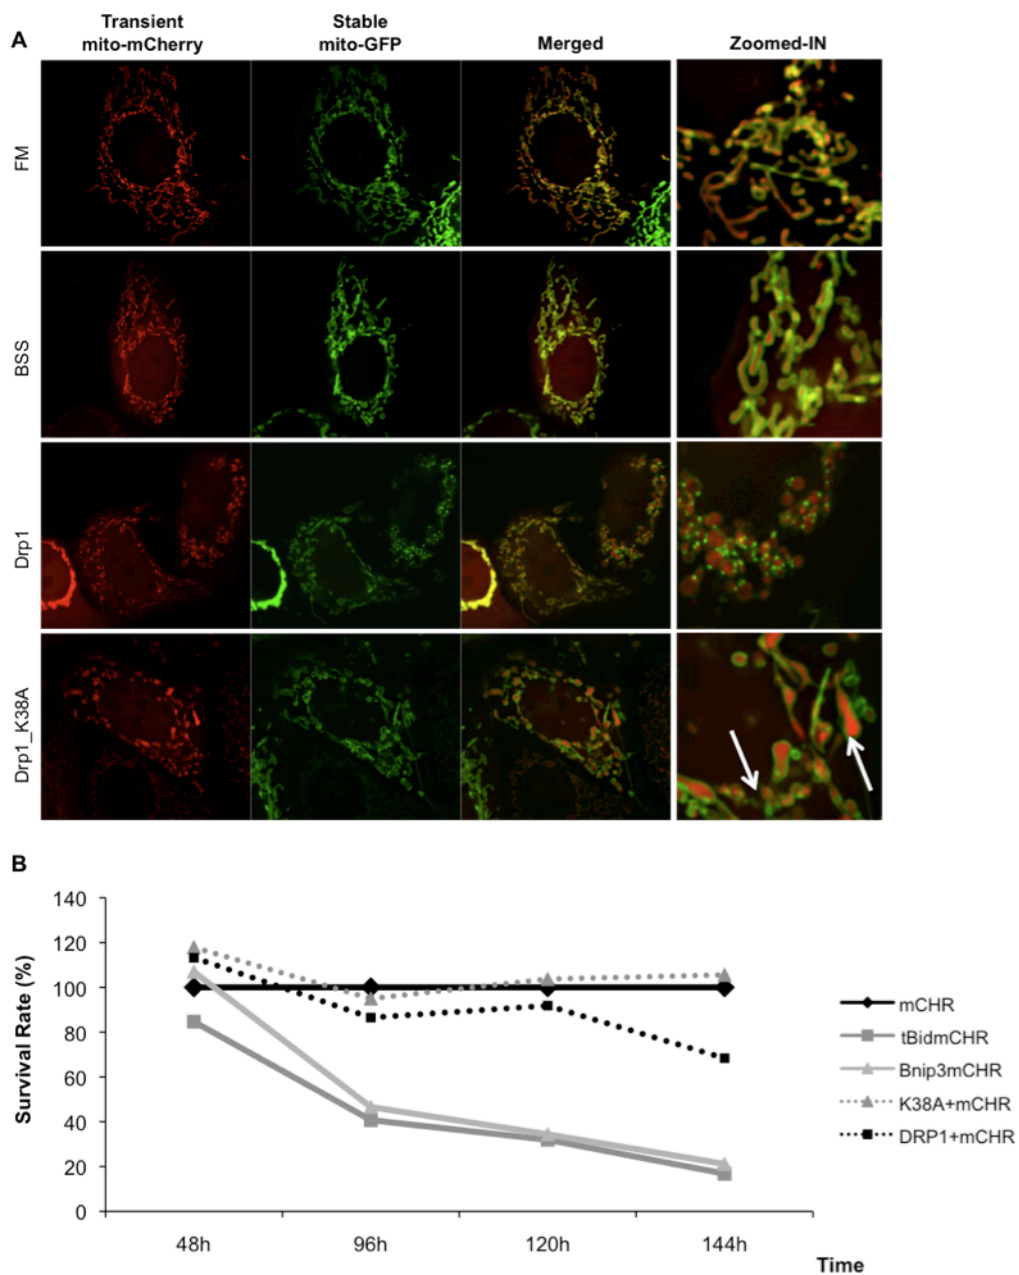 A
Transient
mito-mCherry
Stable
mito-GFP
Merged
Zoomed-IN
FM
BSS
Drp1
Drp1_K38A
B
140
120
100
80
60
40
20
0
Survival Rate (%)
48h
96h
120h
144h
Time
mCHR
tBidmCHR
Bnip3mCHR
K38A+mCHR
DRP1+mCHR